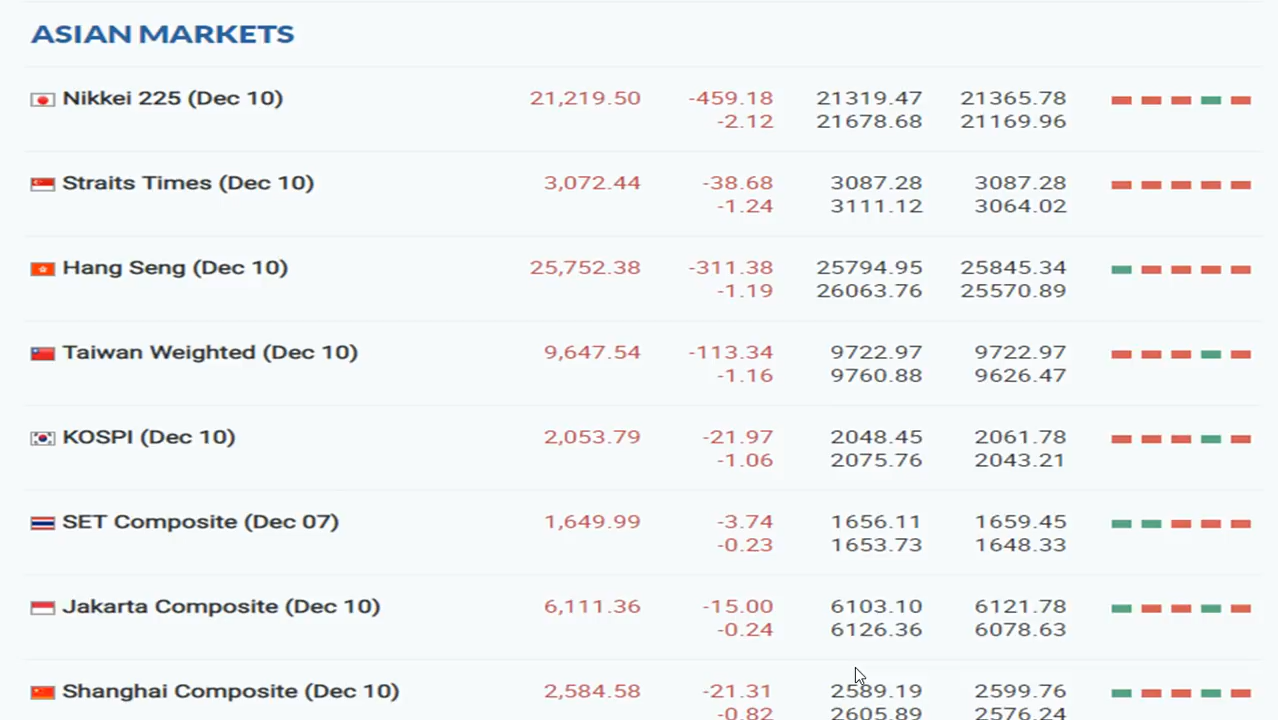 ASIAN MARKETS
Nikkei 225 (Dec 10) 21,219.50 -459.18 21319.47 21365.78
-2.12 21678.68 21169.96
Straits Times (Dec 10) 3,072.44 -38.68 3087.28 3087.28
-1.24 3111.12 3064.02
Hang Seng (Dec 10) 25,752.38 -311.38 25794.95 25845.34
-1.19 26063.76 25570.89
Taiwan Weighted (Dec 10) 9,647.54 -113.34 9722.97 9722.97
-1.16 9760.88 9626.47
KOSPI (Dec 10) 2,053.79 -21.97 2048.45 2061.78
-1.06 2075.76 2043.21
SET Composite (Dec 07) 1,649.99 -3.74 1656.11 1659.45
-0.23 1653.73 1648.33
Jakarta Composite (Dec 10) 6,111.36 -15.00 6103.10 6121.78
-0.24 6126.36 6078.63
Shanghai Composite (Dec 10) 2,584.58 -21.31 2589.19 2599.76
-0.82 2605.89 2576.24